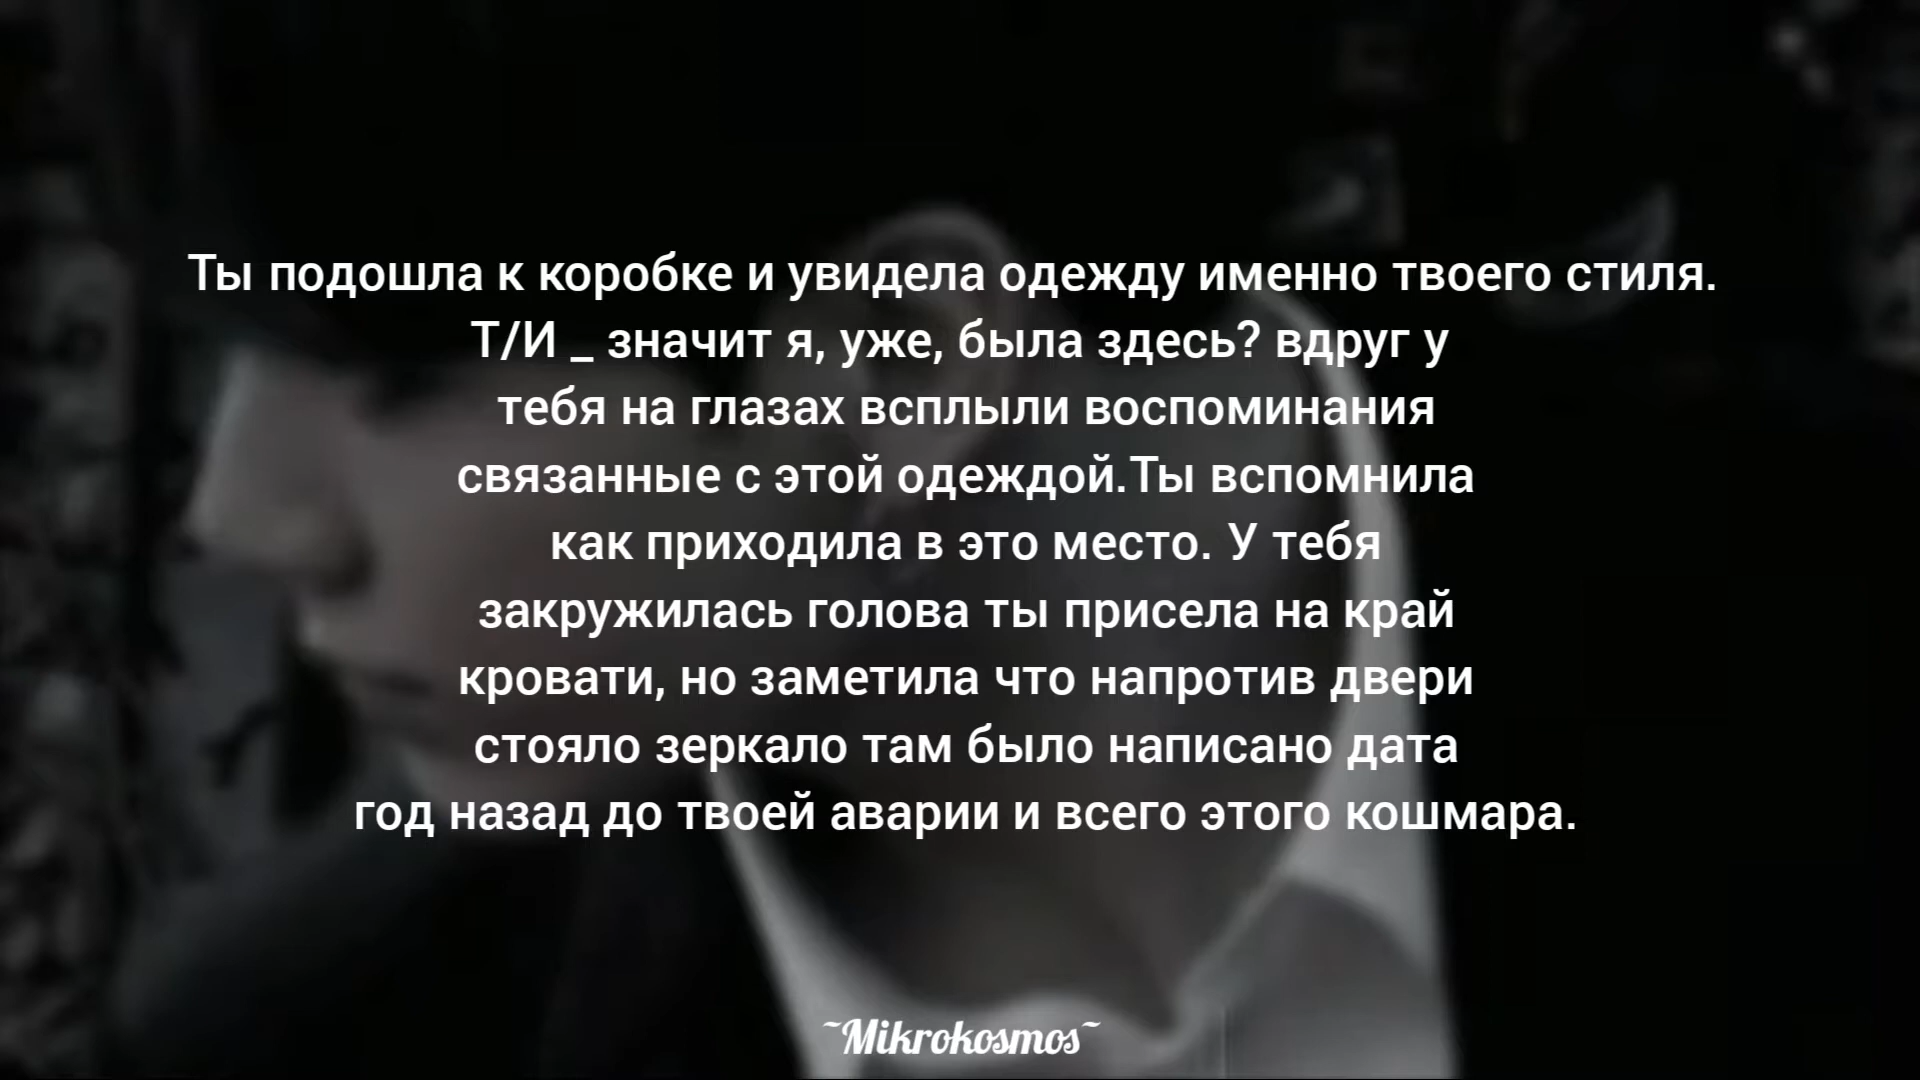 Ты подошла к коробке и увидела одежду именно твоего стиля.
Т/И _ значит я, уже, была здесь? вдруг у
тебя на глазах всплыли воспоминания
связанные с этой одеждой.Ты вспомнила
как приходила в это место. У тебя
закружилась голова ты присела на край
кровати, но заметила что напротив двери
стояло зеркало там было написано дата
год назад до твоей аварии и всего этого кошмара.
~Mikrokosmos~